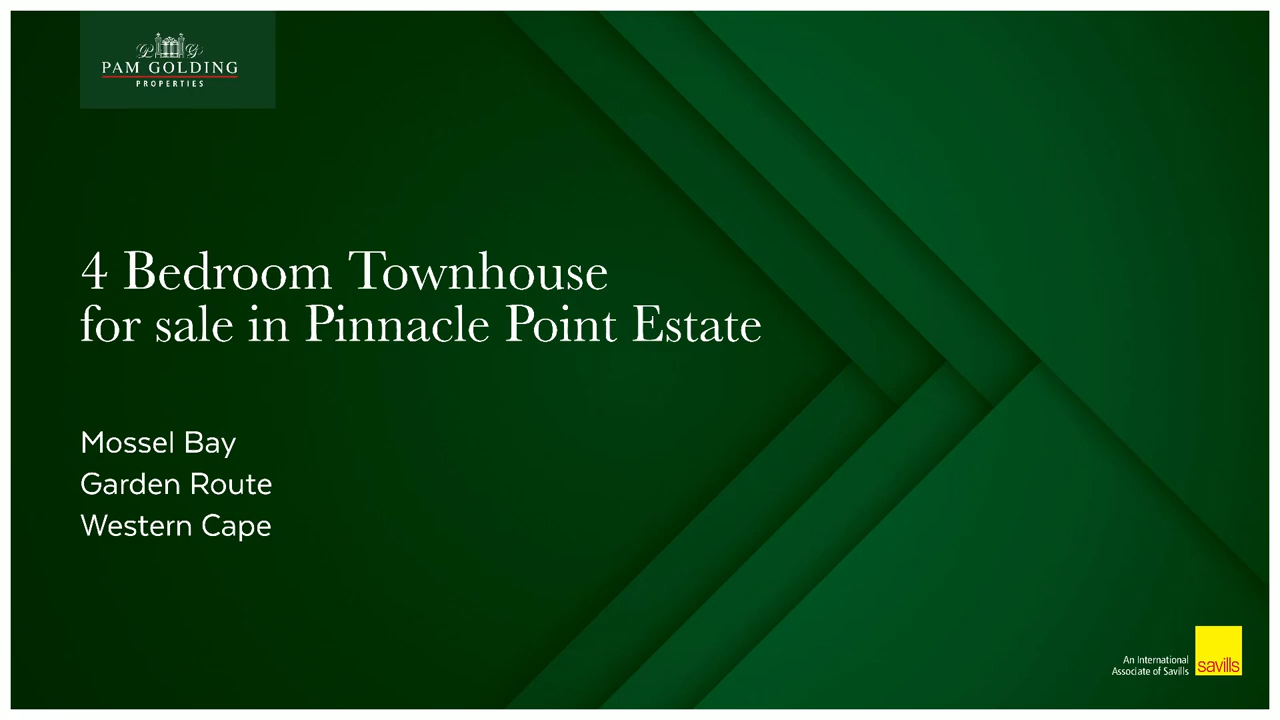 PAM GOLDING
PROPERTIES
4 Bedroom Townhouse
for sale in Pinnacle Point Estate
Mossel Bay
Garden Route
Western Cape
An International
Associate of Savills
savills